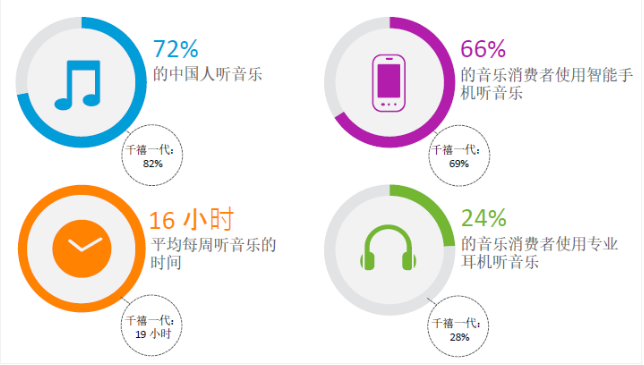 72%
的中国人听音乐
千禧一代：
82%
66%
的音乐消费者使用智能手
机听音乐
千禧一代：
69%
16 小时
平均每周听音乐的
时间
千禧一代：
19 小时
24%
的音乐消费者使用专业
耳机听音乐
千禧一代：
28%